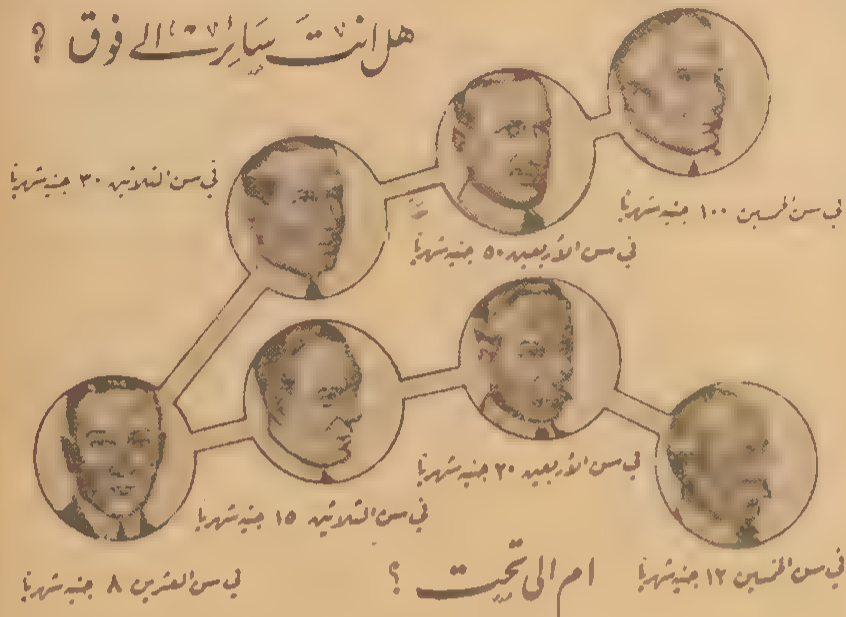 هل انت سائر الى فوق ؟
في سن الخمسين ١٠٠ جنيه شهريا
في سن الأربعين ٥٠ جنيه شهريا
في سن الثلاثين ٣٠ جنيه شهريا
في سن العشرين ٨ جنيه شهريا
في سن الثلاثين ١٥ جنيه شهريا
في سن الأربعين ٢٠ جنيه شهريا
في سن الخمسين ١٢ جنيه شهريا
ام الى تحت ؟